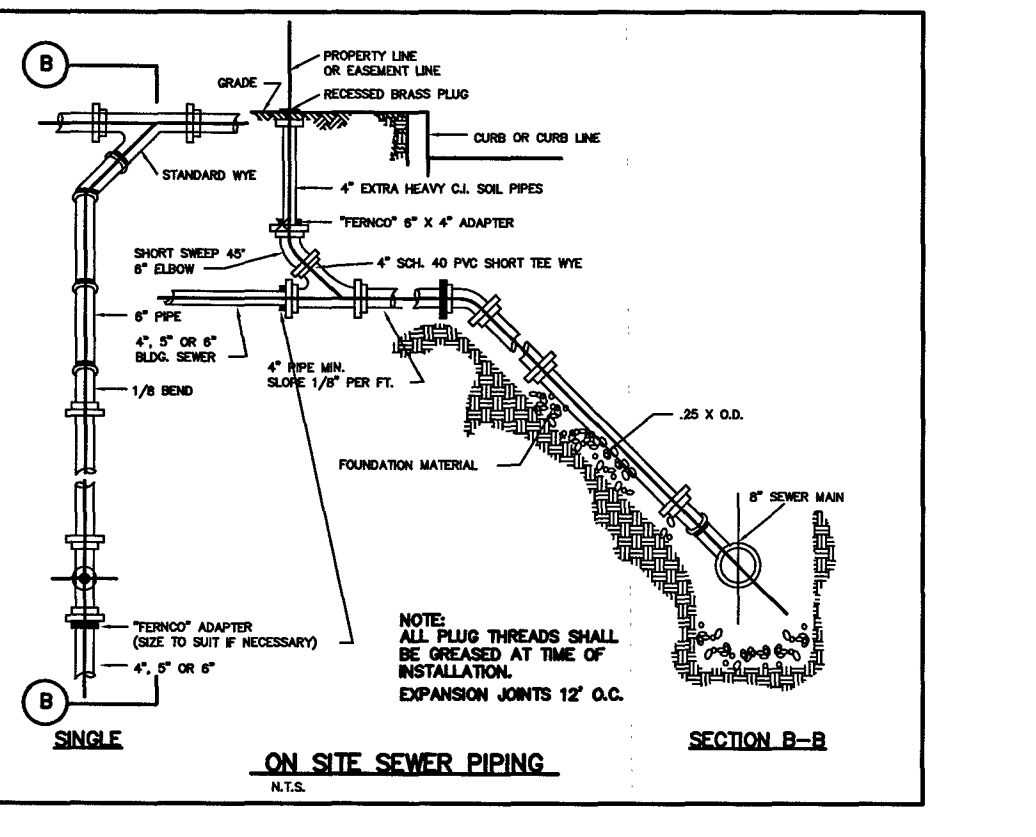 B
PROPERTY LINE
OR EASEMENT LINE
GRADE
RECESSED BRASS PLUG
CURB OR CURB LINE
STANDARD WYE
4" EXTRA HEAVY C.I. SOIL PIPES
"FERNCO" 6" X 4" ADAPTER
SHORT SWEEP 45°
6" ELBOW
4" SCH. 40 PVC SHORT TEE WYE
6" PIPE
4", 5" OR 6"
BLDG. SEWER
4" PIPE MIN.
SLOPE 1/8" PER FT.
1/8 BEND
.25 X O.D.
FOUNDATION MATERIAL
8" SEWER MAIN
"FERNCO" ADAPTER
(SIZE TO SUIT IF NECESSARY)
4", 5" OR 6"
NOTE:
ALL PLUG THREADS SHALL
BE GREASED AT TIME OF
INSTALLATION.
EXPANSION JOINTS 12' O.C.
B
SINGLE
SECTION B-B
ON SITE SEWER PIPING
N.T.S.